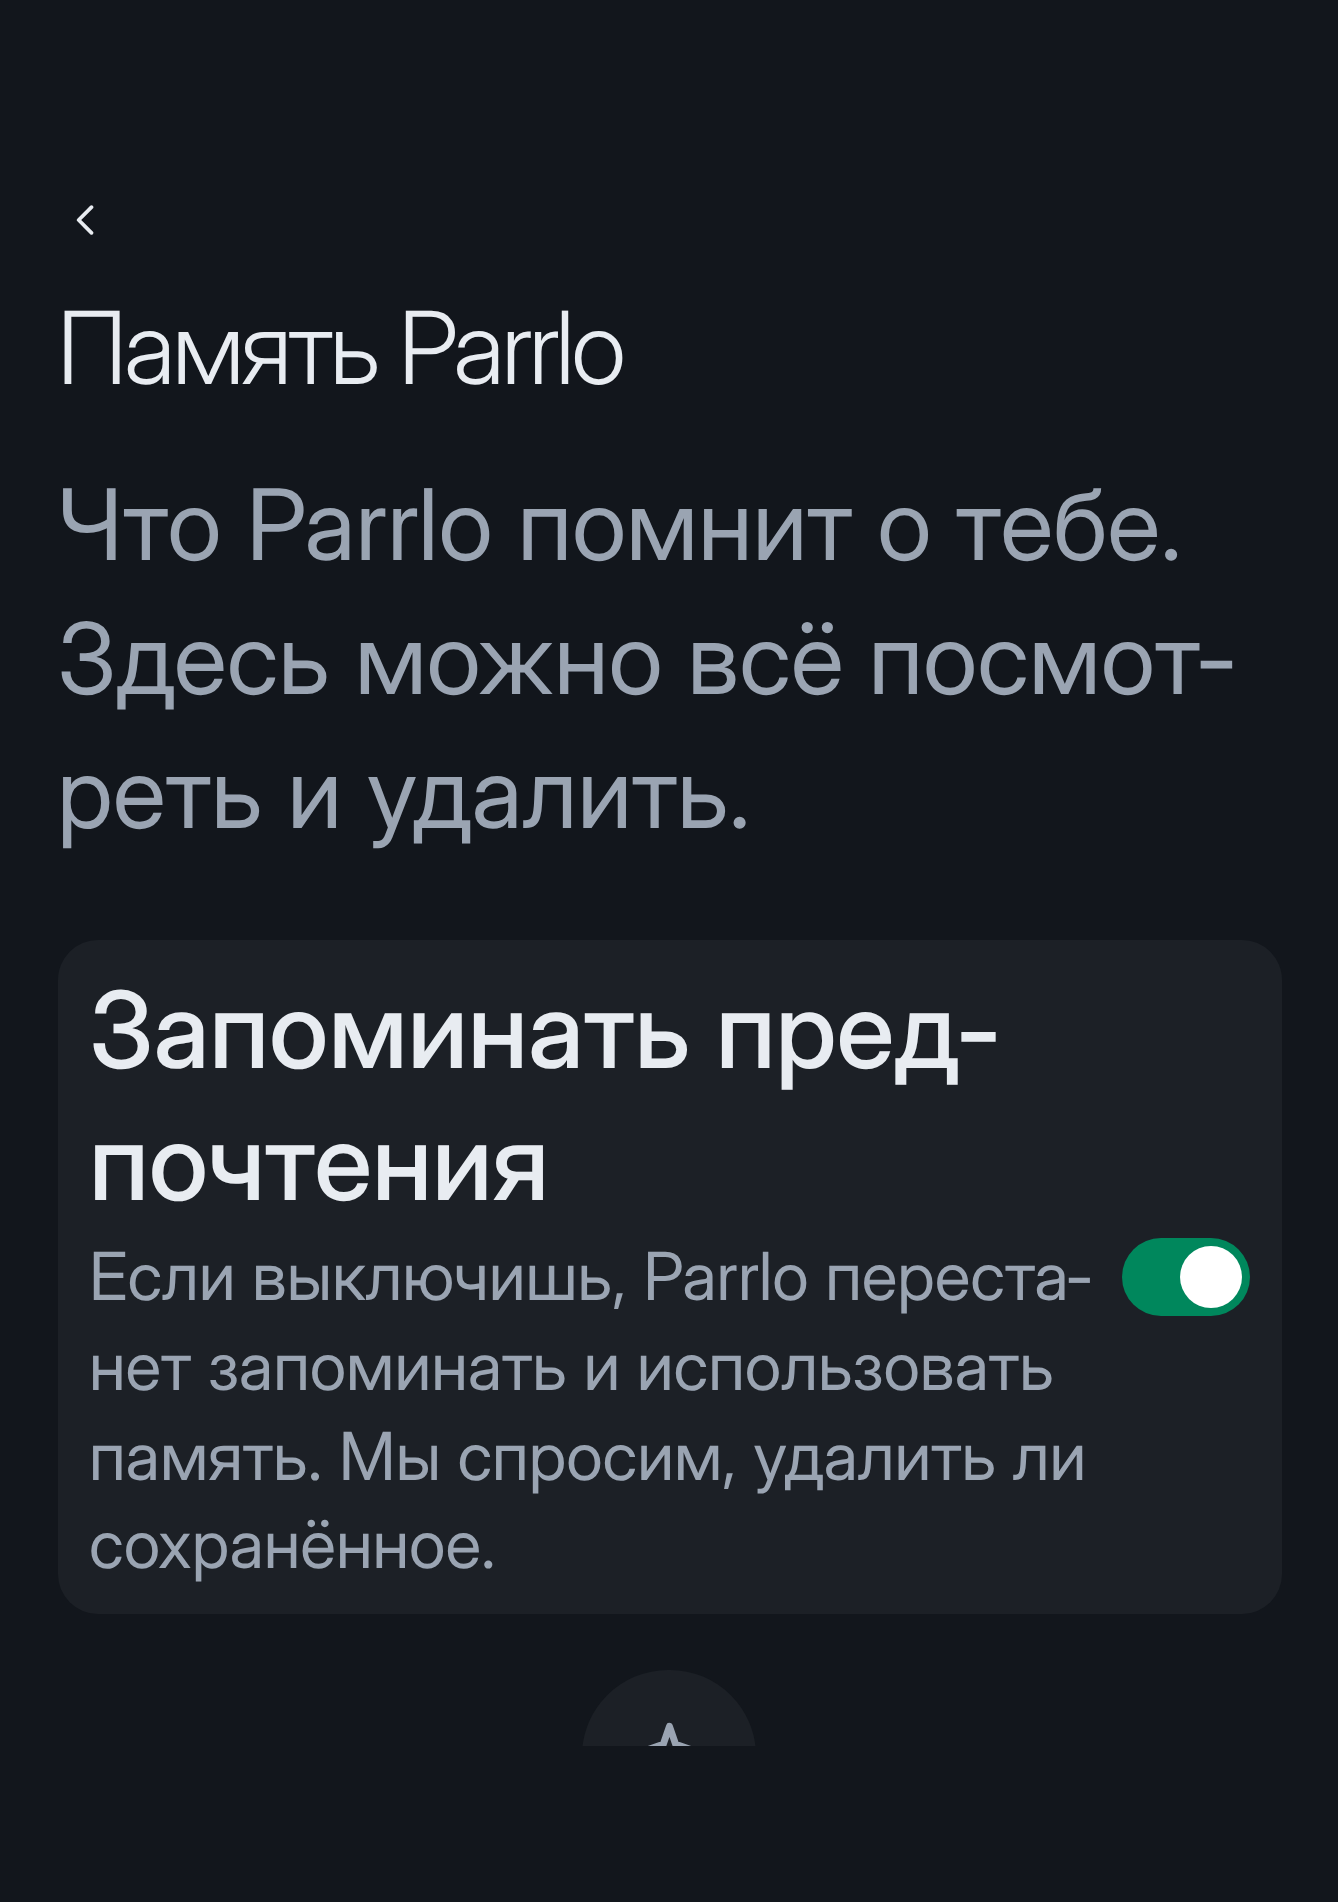 Память Parrlo
Что Parrlo помнит о тебе.
Здесь можно всё посмот-
реть и удалить.
Запоминать пред-
почтения
Если выключишь, Parrlo переста-
нет запоминать и использовать
память. Мы спросим, удалить ли
сохранённое.